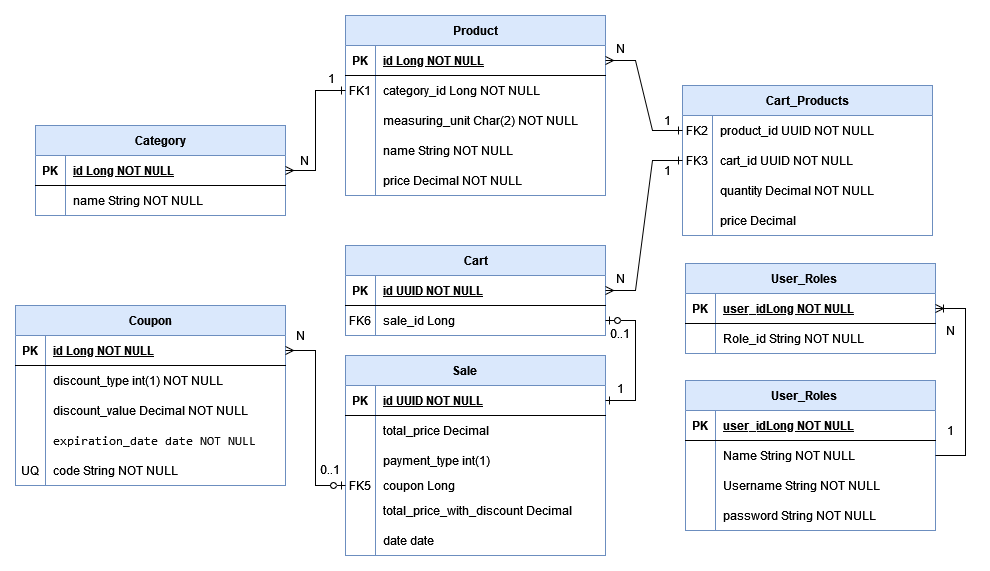 Product
PK id Long NOT NULL
FK1 category_id Long NOT NULL
measuring_unit Char(2) NOT NULL
name String NOT NULL
price Decimal NOT NULL
N
1
Cart_Products
FK2 product_id UUID NOT NULL
FK3 cart_id UUID NOT NULL
quantity Decimal NOT NULL
price Decimal
1
1
N
Category
PK id Long NOT NULL
name String NOT NULL
N
Cart
PK id UUID NOT NULL
FK6 sale_id Long
0..1
User_Roles
PK user_idLong NOT NULL
Role_id String NOT NULL
N
Coupon
PK id Long NOT NULL
discount_type int(1) NOT NULL
discount_value Decimal NOT NULL
expiration_date date NOT NULL
UQ code String NOT NULL
N
0..1
Sale
PK id UUID NOT NULL
total_price Decimal
payment_type int(1)
FK5 coupon Long
total_price_with_discount Decimal
date date
1
User_Roles
PK user_idLong NOT NULL
Name String NOT NULL
Username String NOT NULL
password String NOT NULL
1